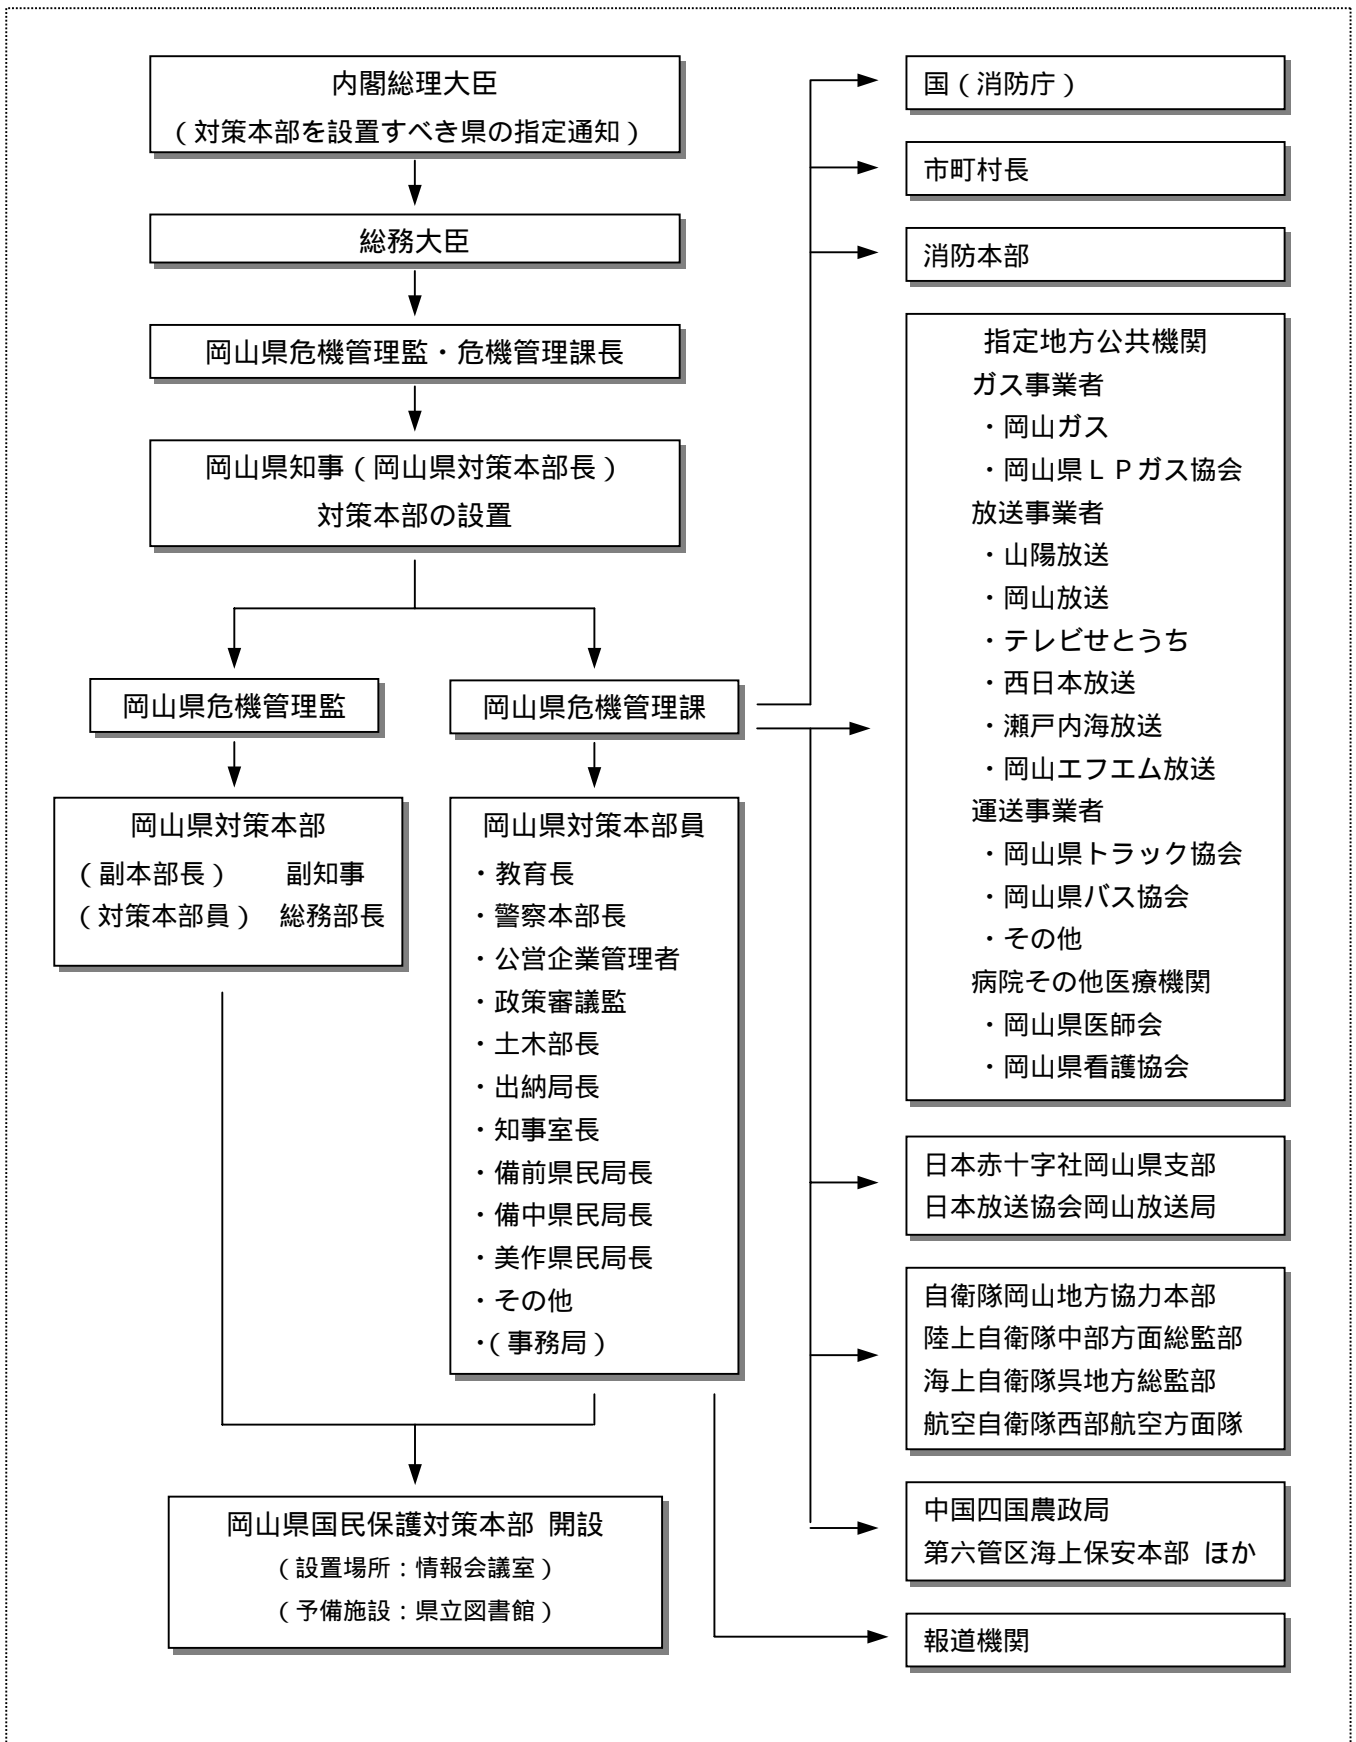 内閣総理大臣
（対策本部を設置すべき県の指定通知）
総務大臣
岡山県危機管理監・危機管理課長
岡山県知事（岡山県対策本部長）
対策本部の設置
岡山県危機管理監
岡山県危機管理課
岡山県対策本部
（副本部長）　副知事
（対策本部員）　総務部長
岡山県対策本部員
・教育長
・警察本部長
・公営企業管理者
・政策審議監
・土木部長
・出納局長
・知事室長
・備前県民局長
・備中県民局長
・美作県民局長
・その他
・（事務局）
岡山県国民保護対策本部 開設
（設置場所：情報会議室）
（予備施設：県立図書館）
国（消防庁）
市町村長
消防本部
指定地方公共機関
ガス事業者
・岡山ガス
・岡山県ＬＰガス協会
放送事業者
・山陽放送
・岡山放送
・テレビせとうち
・西日本放送
・瀬戸内海放送
・岡山エフエム放送
運送事業者
・岡山県トラック協会
・岡山県バス協会
・その他
病院その他医療機関
・岡山県医師会
・岡山県看護協会
日本赤十字社岡山県支部
日本放送協会岡山放送局
自衛隊岡山地方協力本部
陸上自衛隊中部方面総監部
海上自衛隊呉地方総監部
航空自衛隊西部航空方面隊
中国四国農政局
第六管区海上保安本部 ほか
報道機関